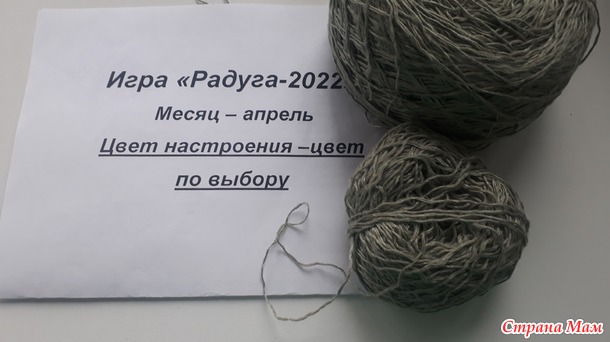 Игра «Радуга-2022
Месяц – апрель
Цвет настроения –цвет
по выбору
Страна Мам